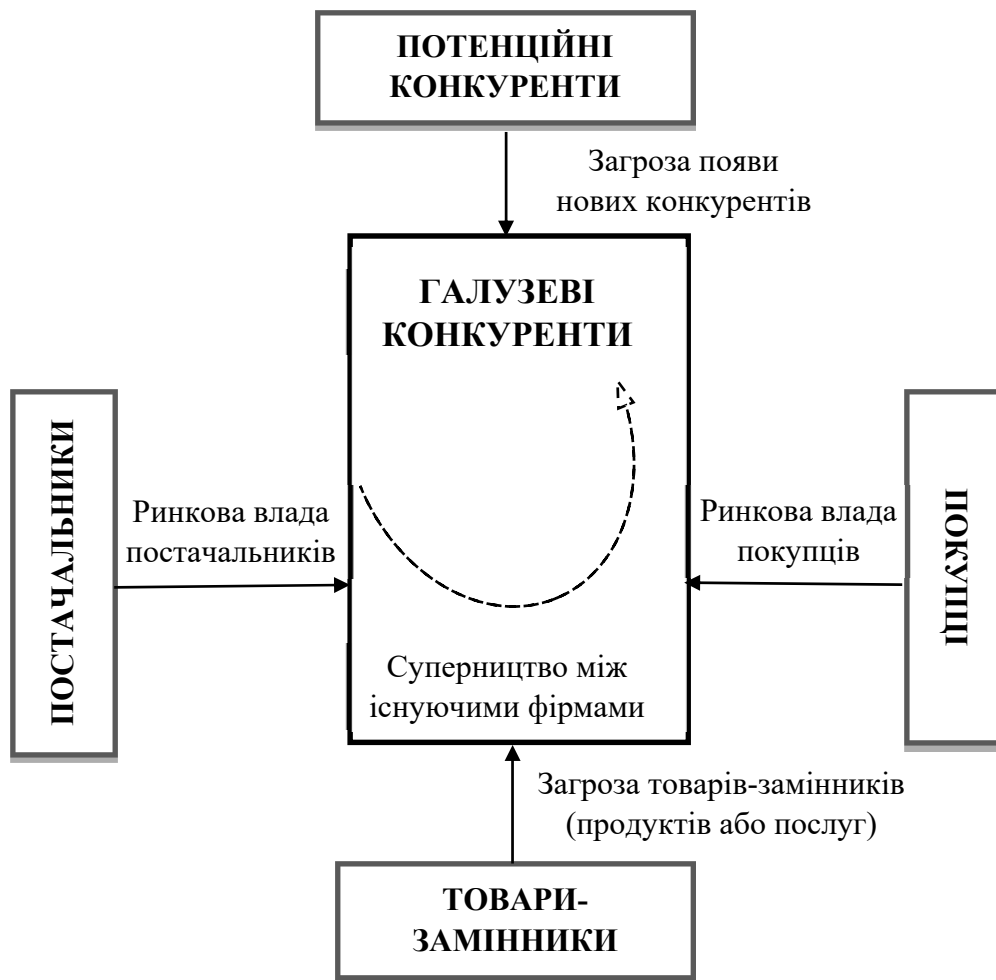 ПОТЕНЦІЙНІ
КОНКУРЕНТИ
Загроза появи
нових конкурентів
ГАЛУЗЕВІ
КОНКУРЕНТИ
ПОСТАЧАЛЬНИКИ
Ринкова влада
постачальників
Ринкова влада
покупців
ПОКУПЦІ
Суперництво між
існуючими фірмами
Загроза товарів-замінників
(продуктів або послуг)
ТОВАРИ-
ЗАМІННИКИ